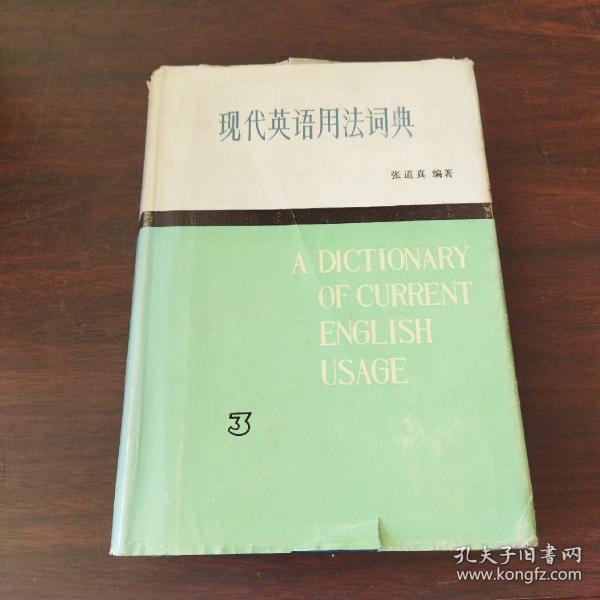 现代英语用法词典
张道真 编著
A DICTIONARY
OF CURRENT
ENGLISH
USAGE
3
孔夫子旧书网
www.kongfz.com